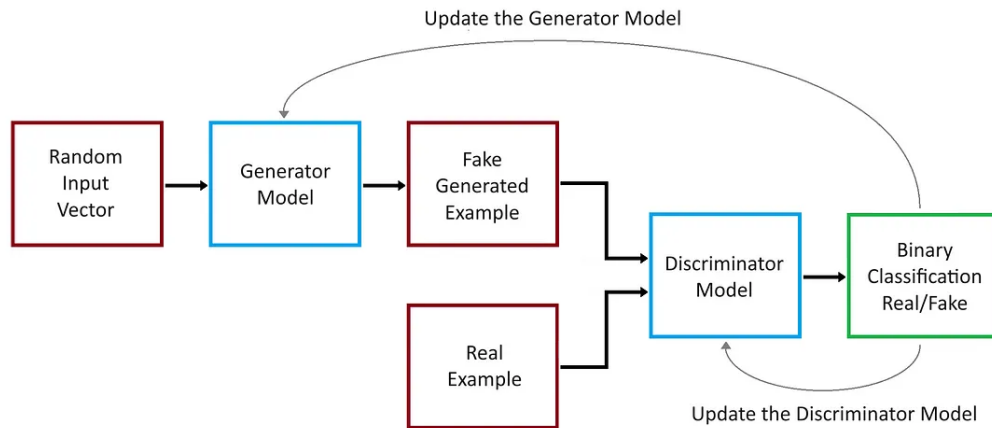 Update the Generator Model
Random
Input
Vector
Generator
Model
Fake
Generated
Example
Real
Example
Discriminator
Model
Binary
Classification
Real/Fake
Update the Discriminator Model